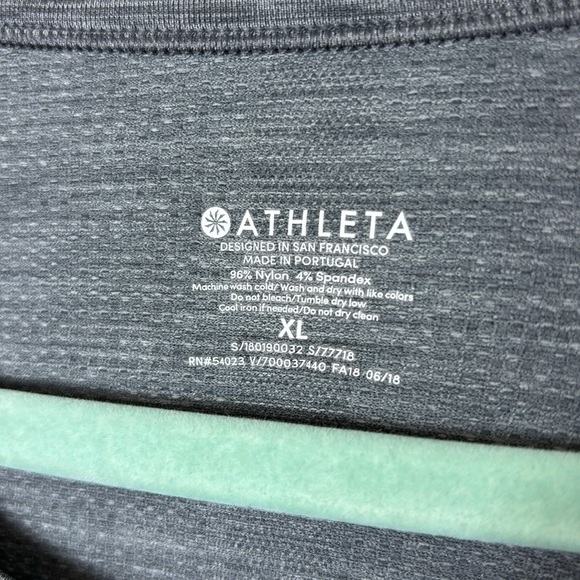 ATHLETA
DESIGNED IN SAN FRANCISCO
MADE IN PORTUGAL
96% Nylon 4% Spandex
Machine wash cold/ Wash and dry with like colors
Do not bleach/Tumble dry low
Cool iron if needed/Do not dry clean
XL
S/180190032 S/77718
RN#54023 V/700037440 FA18 06/18